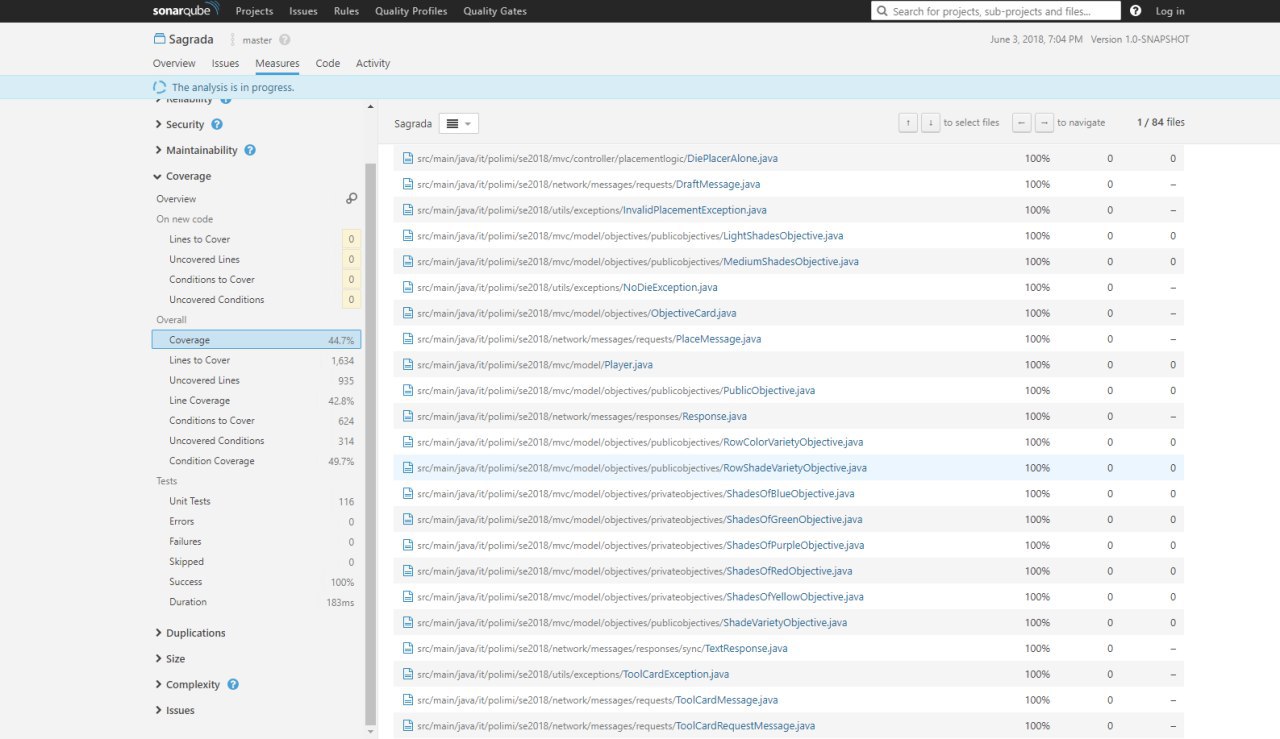 sonarqube Projects Issues Rules Quality Profiles Quality Gates Search for projects, sub-projects and files... ? Log in
Sagrada master ? June 3, 2018, 7:04 PM Version 1.0-SNAPSHOT
Overview Issues Measures Code Activity
The analysis is in progress.
Reliability ?
Security ?
Maintainability ?
Coverage
Overview
On new code
Lines to Cover 0
Uncovered Lines 0
Conditions to Cover 0
Uncovered Conditions 0
Overall
Coverage 44.7%
Lines to Cover 1,634
Uncovered Lines 935
Line Coverage 42.8%
Conditions to Cover 624
Uncovered Conditions 314
Condition Coverage 49.7%
Tests
Unit Tests 116
Errors 0
Failures 0
Skipped 0
Success 100%
Duration 183ms
Duplications
Size
Complexity ?
Issues
Sagrada ↑ ↓ to select files ← → to navigate 1 / 84 files
src/main/java/it/polimi/se2018/mvc/controller/placementlogic/DiePlacerAlone.java 100% 0 0
src/main/java/it/polimi/se2018/network/messages/requests/DraftMessage.java 100% 0 –
src/main/java/it/polimi/se2018/utils/exceptions/InvalidPlacementException.java 100% 0 –
src/main/java/it/polimi/se2018/mvc/model/objectives/publicobjectives/LightShadesObjective.java 100% 0 0
src/main/java/it/polimi/se2018/mvc/model/objectives/publicobjectives/MediumShadesObjective.java 100% 0 0
src/main/java/it/polimi/se2018/utils/exceptions/NoDieException.java 100% 0 –
src/main/java/it/polimi/se2018/mvc/model/objectives/ObjectiveCard.java 100% 0 –
src/main/java/it/polimi/se2018/network/messages/requests/PlaceMessage.java 100% 0 –
src/main/java/it/polimi/se2018/mvc/model/Player.java 100% 0 0
src/main/java/it/polimi/se2018/mvc/model/objectives/publicobjectives/PublicObjective.java 100% 0 0
src/main/java/it/polimi/se2018/network/messages/responses/Response.java 100% 0 –
src/main/java/it/polimi/se2018/mvc/model/objectives/publicobjectives/RowColorVarietyObjective.java 100% 0 0
src/main/java/it/polimi/se2018/mvc/model/objectives/publicobjectives/RowShadeVarietyObjective.java 100% 0 0
src/main/java/it/polimi/se2018/mvc/model/objectives/privateobjectives/ShadesOfBlueObjective.java 100% 0 0
src/main/java/it/polimi/se2018/mvc/model/objectives/privateobjectives/ShadesOfGreenObjective.java 100% 0 0
src/main/java/it/polimi/se2018/mvc/model/objectives/privateobjectives/ShadesOfPurpleObjective.java 100% 0 0
src/main/java/it/polimi/se2018/mvc/model/objectives/privateobjectives/ShadesOfRedObjective.java 100% 0 0
src/main/java/it/polimi/se2018/mvc/model/objectives/privateobjectives/ShadesOfYellowObjective.java 100% 0 0
src/main/java/it/polimi/se2018/mvc/model/objectives/publicobjectives/ShadeVarietyObjective.java 100% 0 0
src/main/java/it/polimi/se2018/network/messages/responses/sync/TextResponse.java 100% 0 –
src/main/java/it/polimi/se2018/utils/exceptions/ToolCardException.java 100% 0 –
src/main/java/it/polimi/se2018/network/messages/requests/ToolCardMessage.java 100% 0 –
src/main/java/it/polimi/se2018/network/messages/requests/ToolCardRequestMessage.java 100% 0 –